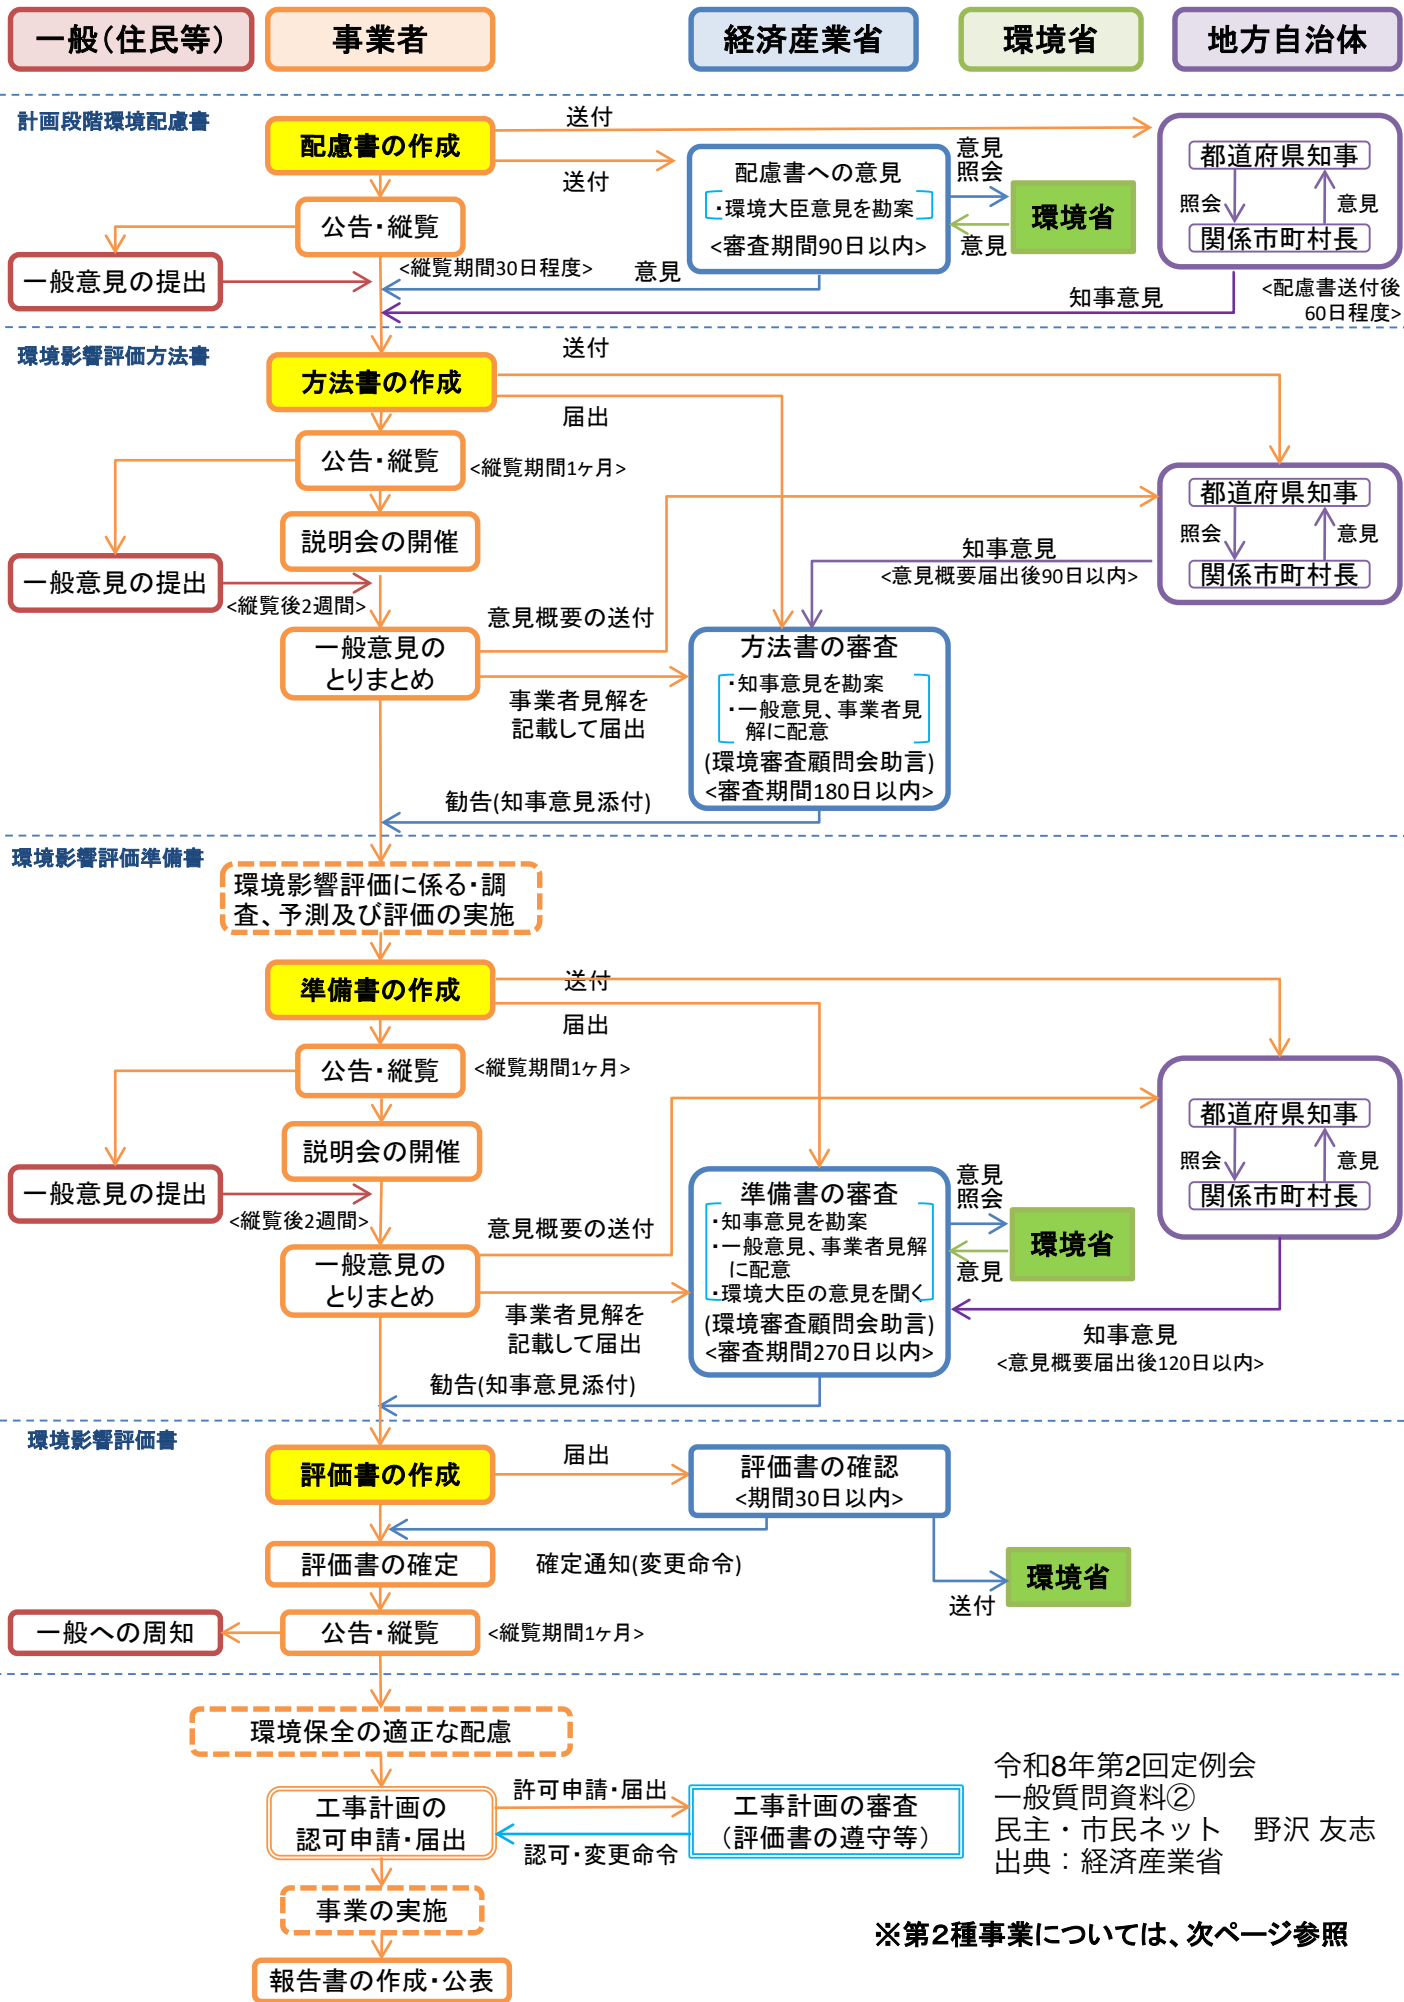 一般(住民等)
事業者
経済産業省
環境省
地方自治体
計画段階環境配慮書
配慮書の作成
送付
送付
公告・縦覧
<縦覧期間30日程度>
一般意見の提出
配慮書への意見
・環境大臣意見を勘案
<審査期間90日以内>
意見
照会
意見
環境省
都道府県知事
照会
意見
関係市町村長
意見
知事意見
<配慮書送付後
60日程度>
環境影響評価方法書
方法書の作成
送付
届出
公告・縦覧
<縦覧期間1ヶ月>
説明会の開催
一般意見の提出
<縦覧後2週間>
一般意見の
とりまとめ
意見概要の送付
事業者見解を
記載して届出
都道府県知事
照会
意見
関係市町村長
知事意見
<意見概要届出後90日以内>
方法書の審査
・知事意見を勘案
・一般意見、事業者見
解に配意
(環境審査顧問会助言)
<審査期間180日以内>
勧告(知事意見添付)
環境影響評価準備書
環境影響評価に係る・調
査、予測及び評価の実施
準備書の作成
送付
届出
公告・縦覧
<縦覧期間1ヶ月>
説明会の開催
一般意見の提出
<縦覧後2週間>
一般意見の
とりまとめ
意見概要の送付
事業者見解を
記載して届出
準備書の審査
・知事意見を勘案
・一般意見、事業者見解
に配意
・環境大臣の意見を聞く
(環境審査顧問会助言)
<審査期間270日以内>
意見
照会
意見
環境省
都道府県知事
照会
意見
関係市町村長
知事意見
<意見概要届出後120日以内>
勧告(知事意見添付)
環境影響評価書
評価書の作成
届出
評価書の確認
<期間30日以内>
評価書の確定
確定通知(変更命令)
環境省
送付
一般への周知
公告・縦覧
<縦覧期間1ヶ月>
環境保全の適正な配慮
工事計画の
認可申請・届出
許可申請・届出
認可・変更命令
工事計画の審査
(評価書の遵守等)
事業の実施
報告書の作成・公表
令和8年第2回定例会
一般質問資料②
民主・市民ネット 野沢 友志
出典：経済産業省
※第2種事業については、次ページ参照